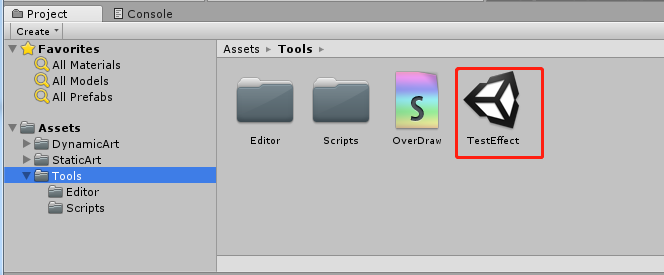 Project Console
Create
Favorites
All Materials
All Models
All Prefabs
Assets
DynamicArt
StaticArt
Tools
Editor
Scripts
Assets Tools
S
Editor Scripts OverDraw TestEffect